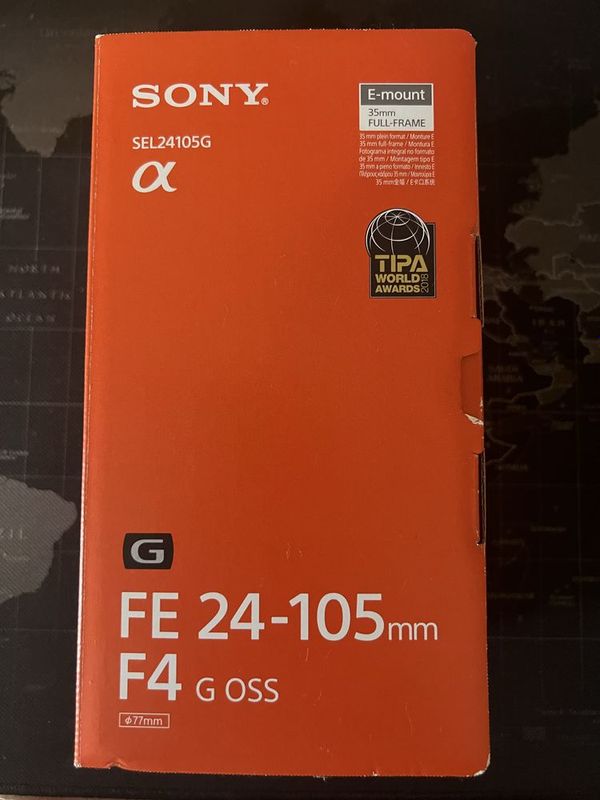 SONY®
SEL24105G
α
E-mount
35mm
FULL-FRAME
35 mm plein format / Monture E
35 mm full-frame / Montura E
Fotograma integral no formato
de 35 mm / Montagem tipo E
35 mm a pieno formato / Innesto E
Πλήρους κάδρου 35 mm / Μοντούρα E
35 mm全幅 / E卡口系统
TIPA
WORLD
AWARDS 2018
G
FE 24-105mm
F4 G OSS
ϕ77mm
NORTH
ATLANTIC